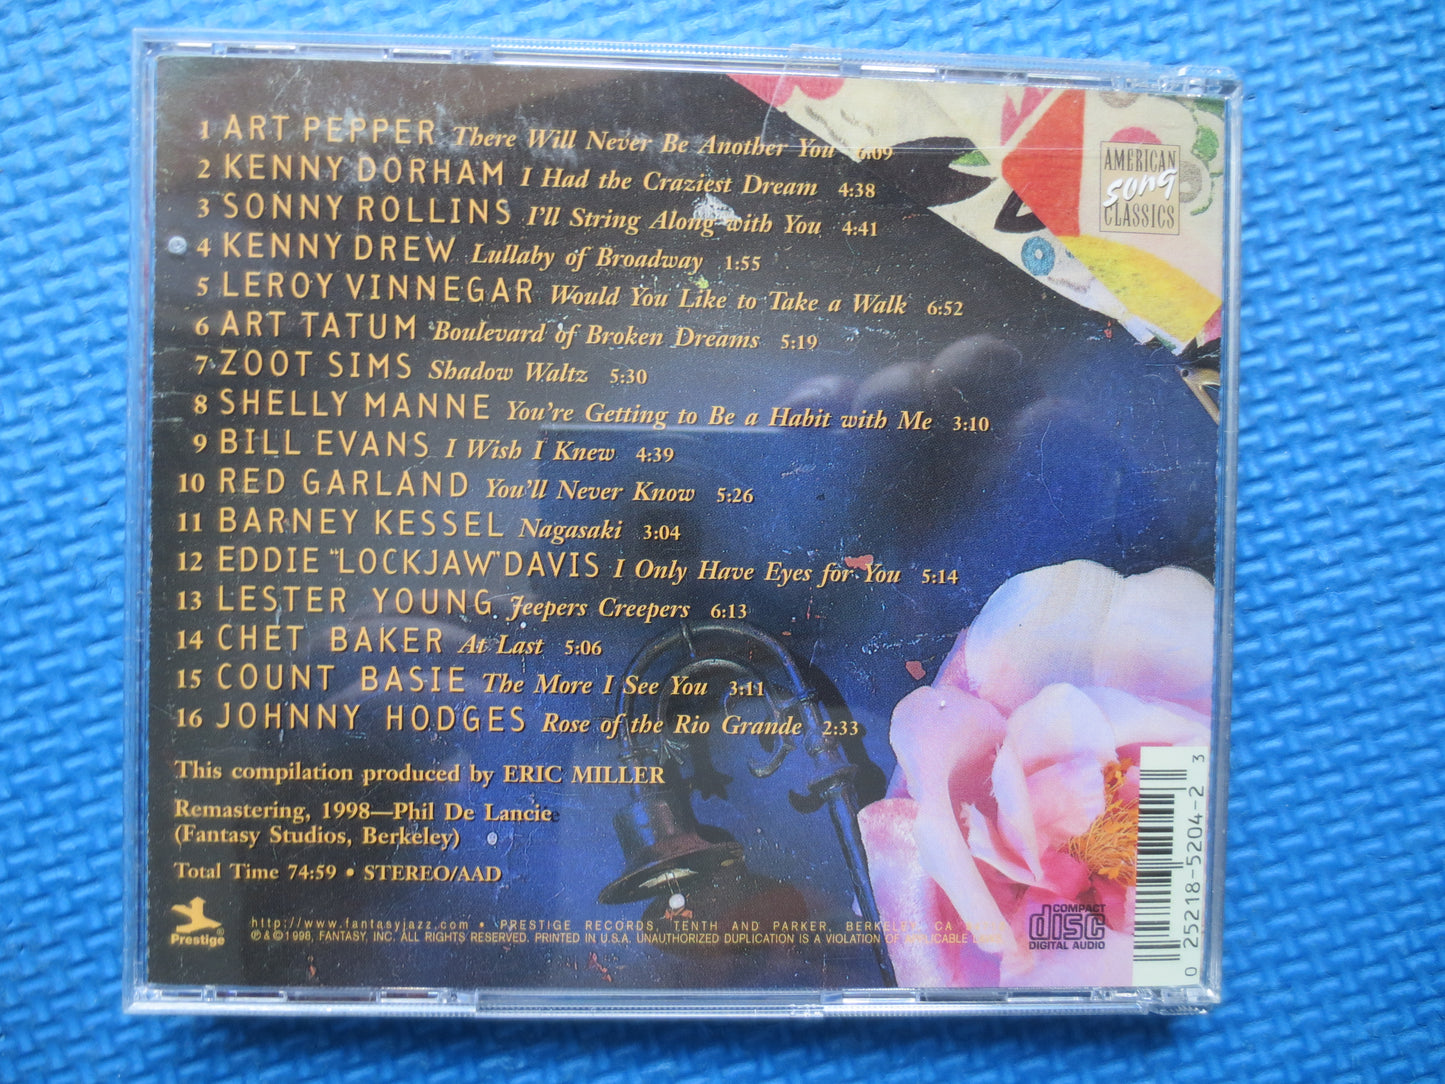 1 ART PEPPER There Will Never Be Another You 6:09
2 KENNY DORHAM I Had the Craziest Dream 4:38
3 SONNY ROLLINS I'll String Along with You 4:41
4 KENNY DREW Lullaby of Broadway 1:55
5 LEROY VINNEGAR Would You Like to Take a Walk 6:52
6 ART TATUM Boulevard of Broken Dreams 5:19
7 ZOOT SIMS Shadow Waltz 5:30
8 SHELLY MANNE You're Getting to Be a Habit with Me 3:10
9 BILL EVANS I Wish I Knew 4:39
10 RED GARLAND You'll Never Know 5:26
11 BARNEY KESSEL Nagasaki 3:04
12 EDDIE "LOCKJAW" DAVIS I Only Have Eyes for You 5:14
13 LESTER YOUNG Jeepers Creepers 6:13
14 CHET BAKER At Last 5:06
15 COUNT BASIE The More I See You 3:11
16 JOHNNY HODGES Rose of the Rio Grande 2:33
AMERICAN
song
CLASSICS
This compilation produced by ERIC MILLER
Remastering, 1998—Phil De Lancie
(Fantasy Studios, Berkeley)
Total Time 74:59 • STEREO/AAD
Prestige®
http://www.fantasyjazz.com • PRESTIGE RECORDS, TENTH AND PARKER, BERKELEY, CA
℗&©1998, FANTASY, INC. ALL RIGHTS RESERVED. PRINTED IN U.S.A. UNAUTHORIZED DUPLICATION IS A VIOLATION OF APPLICABLE
COMPACT
disc
DIGITAL AUDIO
0 25218-5204-2 3